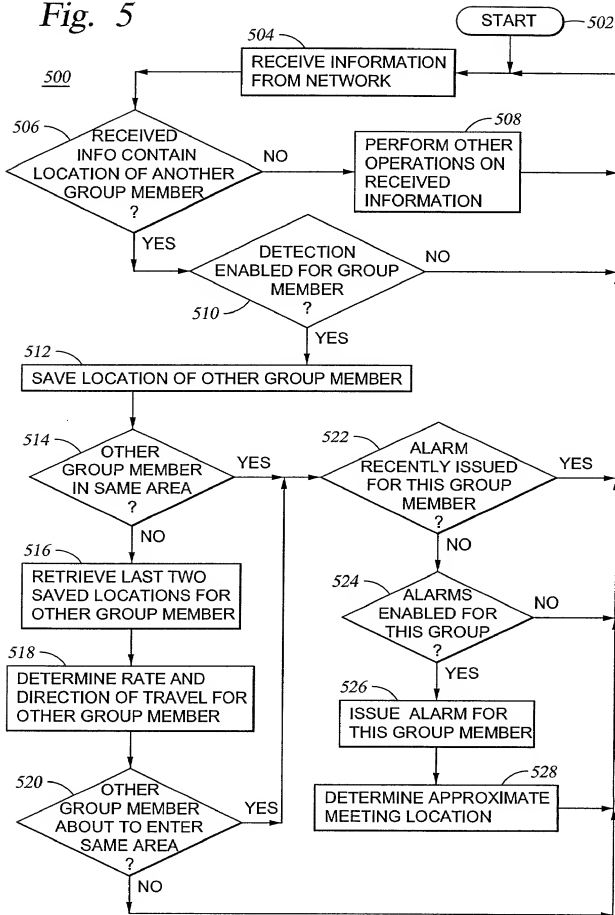 Fig. 5
START
502
504
RECEIVE INFORMATION
FROM NETWORK
500
506
RECEIVED
INFO CONTAIN
LOCATION OF ANOTHER
GROUP MEMBER
?
NO
508
PERFORM OTHER
OPERATIONS ON
RECEIVED
INFORMATION
YES
DETECTION
ENABLED FOR GROUP
MEMBER
?
NO
510
YES
512
SAVE LOCATION OF OTHER GROUP MEMBER
514
OTHER
GROUP MEMBER
IN SAME AREA
?
YES
NO
522
ALARM
RECENTLY ISSUED
FOR THIS GROUP
MEMBER
?
YES
NO
516
RETRIEVE LAST TWO
SAVED LOCATIONS FOR
OTHER GROUP MEMBER
524
ALARMS
ENABLED FOR
THIS GROUP
?
NO
YES
518
DETERMINE RATE AND
DIRECTION OF TRAVEL FOR
OTHER GROUP MEMBER
526
ISSUE ALARM FOR
THIS GROUP MEMBER
520
OTHER
GROUP MEMBER
ABOUT TO ENTER
SAME AREA
?
YES
NO
528
DETERMINE APPROXIMATE
MEETING LOCATION